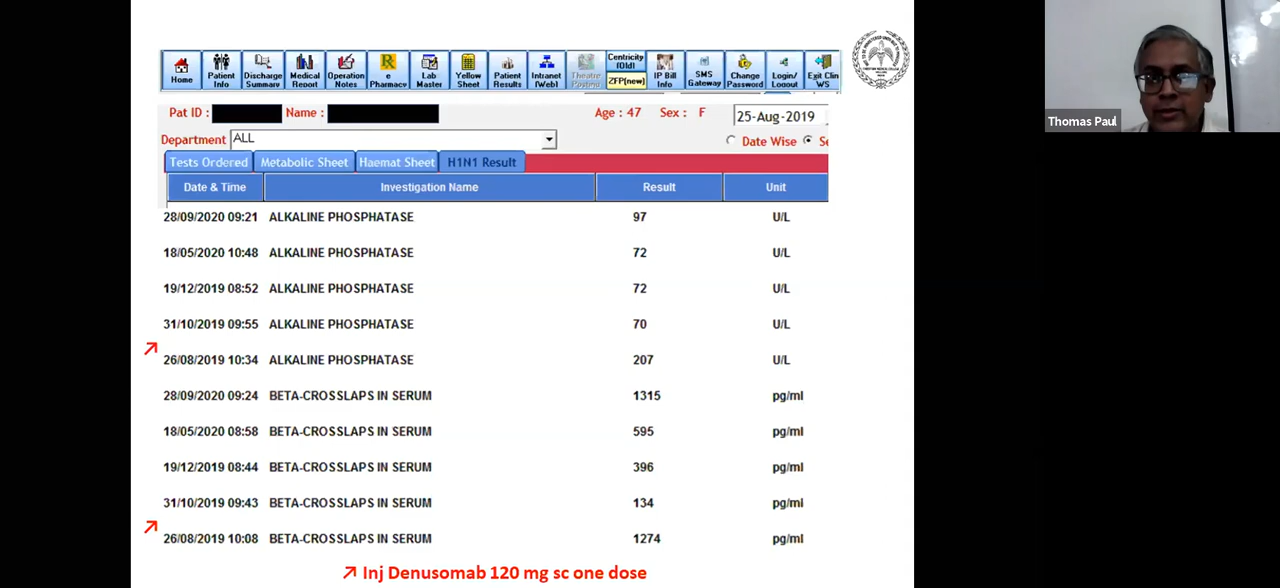 Home
Patient Info
Discharge Summary
Medical Report
Operation Notes
R e Pharmacy
Lab Master
Yellow Sheet
Patient Results
Intranet (Web)
Theatre Posting
Centricity (Old)
ZFP(new)
IP Bill Info
SMS Gateway
Change Password
Login/ Logout
Exit Clin WS
Thomas Paul
Pat ID : Name : Age : 47 Sex : F 25-Aug-2019
Department ALL Date Wise Se
Tests Ordered Metabolic Sheet Haemat Sheet H1N1 Result
Date & Time Investigation Name Result Unit
28/09/2020 09:21 ALKALINE PHOSPHATASE 97 U/L
18/05/2020 10:48 ALKALINE PHOSPHATASE 72 U/L
19/12/2019 08:52 ALKALINE PHOSPHATASE 72 U/L
31/10/2019 09:55 ALKALINE PHOSPHATASE 70 U/L
26/08/2019 10:34 ALKALINE PHOSPHATASE 207 U/L
28/09/2020 09:24 BETA-CROSSLAPS IN SERUM 1315 pg/ml
18/05/2020 08:58 BETA-CROSSLAPS IN SERUM 595 pg/ml
19/12/2019 08:44 BETA-CROSSLAPS IN SERUM 396 pg/ml
31/10/2019 09:43 BETA-CROSSLAPS IN SERUM 134 pg/ml
26/08/2019 10:08 BETA-CROSSLAPS IN SERUM 1274 pg/ml
Inj Denusomab 120 mg sc one dose